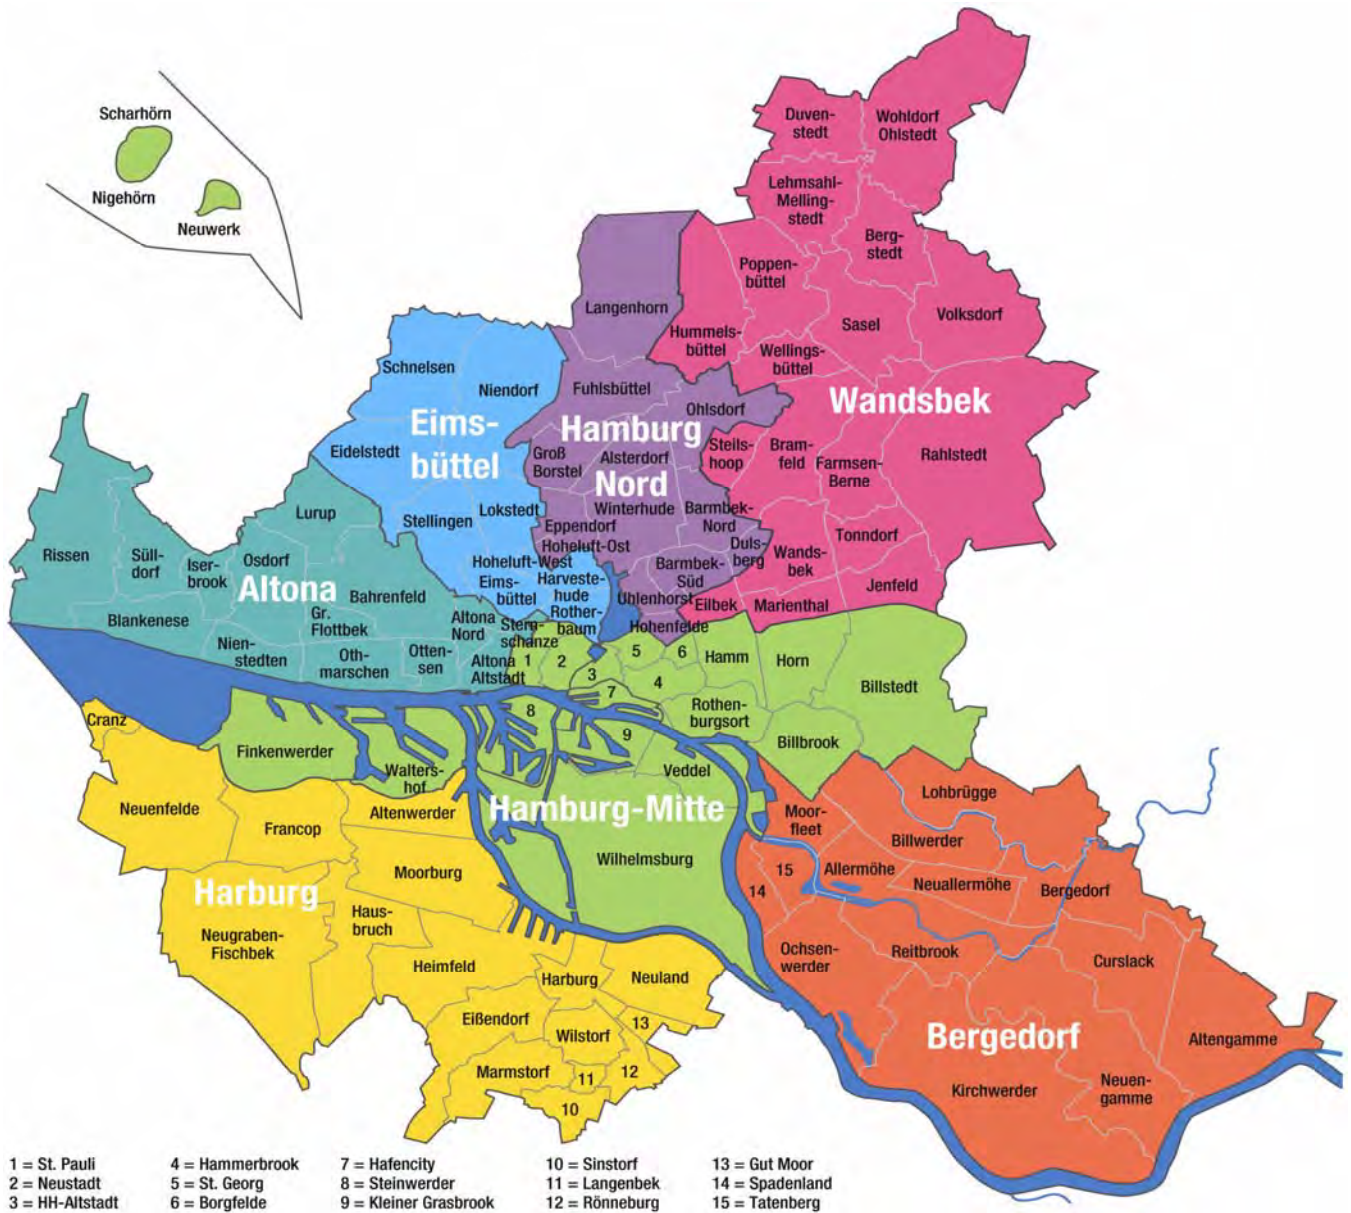 Scharhörn
Nigehörn
Neuwerk
Duven-
stedt
Wohldorf
Ohlstedt
Lehmsahl-
Melling-
stedt
Berg-
stedt
Poppen-
büttel
Langenhorn
Hummels-
büttel
Sasel
Volksdorf
Wellings-
büttel
Schnelsen
Niendorf
Fuhlsbüttel
Ohlsdorf
Wandsbek
Eims-
büttel
Hamburg
Nord
Eidelstedt
Groß
Borstel
Alsterdorf
Steils-
hoop
Bram-
feld
Farmsen-
Berne
Rahlstedt
Lurup
Stellingen
Lokstedt
Winterhude
Eppendorf
Barmbek-
Nord
Tonndorf
Rissen
Süll-
dorf
Iser-
brook
Osdorf
Hoheluft-Ost
Hoheluft-West
Duls-
berg
Wands-
bek
Barmbek-
Süd
Jenfeld
Altona
Bahrenfeld
Eims-
büttel
Harveste-
hude
Uhlenhorst
Eilbek
Marienthal
Blankenese
Gr.
Flottbek
Altona
Nord
Stern-
schanze
Rother-
baum
Hohenfelde
Nien-
stedten
Oth-
marschen
Otten-
sen
Altona
Altstadt
1
2
3
4
5
6
7
8
9
Hamm
Horn
Billstedt
Rothen-
burgsort
Billbrook
Cranz
Finkenwerder
Walters-
hof
Veddel
Hamburg-Mitte
Neuenfelde
Francop
Altenwerder
Moorburg
Wilhelmsburg
Moor-
fleet
Lohbrügge
Billwerder
Allermöhe
Neuallermöhe
Bergedorf
14
15
Harburg
Haus-
bruch
Neugraben-
Fischbek
Heimfeld
Harburg
Neuland
Ochsen-
werder
Reitbrook
Curslack
Eißendorf
Wilstorf
13
Bergedorf
Altengamme
Marmstorf
11
12
10
Kirchwerder
Neuen-
gamme
1 = St. Pauli
2 = Neustadt
3 = HH-Altstadt
4 = Hammerbrook
5 = St. Georg
6 = Borgfelde
7 = Hafencity
8 = Steinwerder
9 = Kleiner Grasbrook
10 = Sinstorf
11 = Langenbek
12 = Rönneburg
13 = Gut Moor
14 = Spadenland
15 = Tatenberg